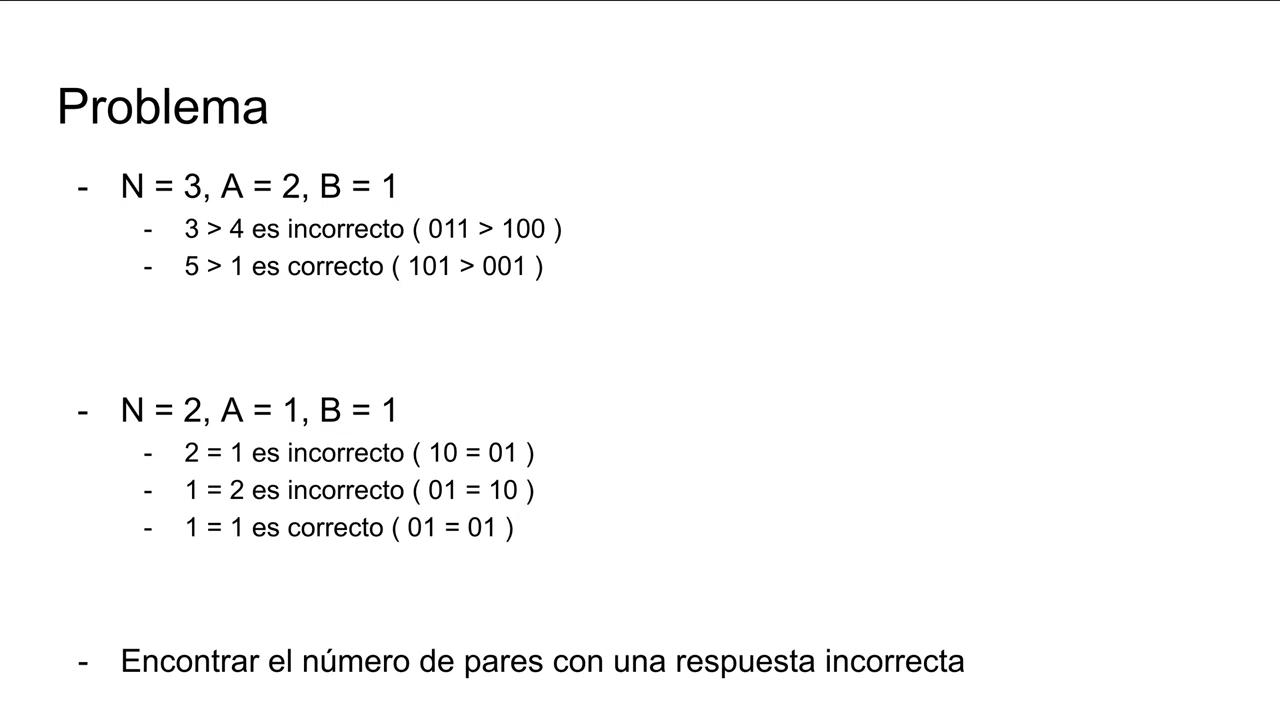 Problema
- N = 3, A = 2, B = 1
- 3 > 4 es incorrecto ( 011 > 100 )
- 5 > 1 es correcto ( 101 > 001 )
- N = 2, A = 1, B = 1
- 2 = 1 es incorrecto ( 10 = 01 )
- 1 = 2 es incorrecto ( 01 = 10 )
- 1 = 1 es correcto ( 01 = 01 )
- Encontrar el número de pares con una respuesta incorrecta